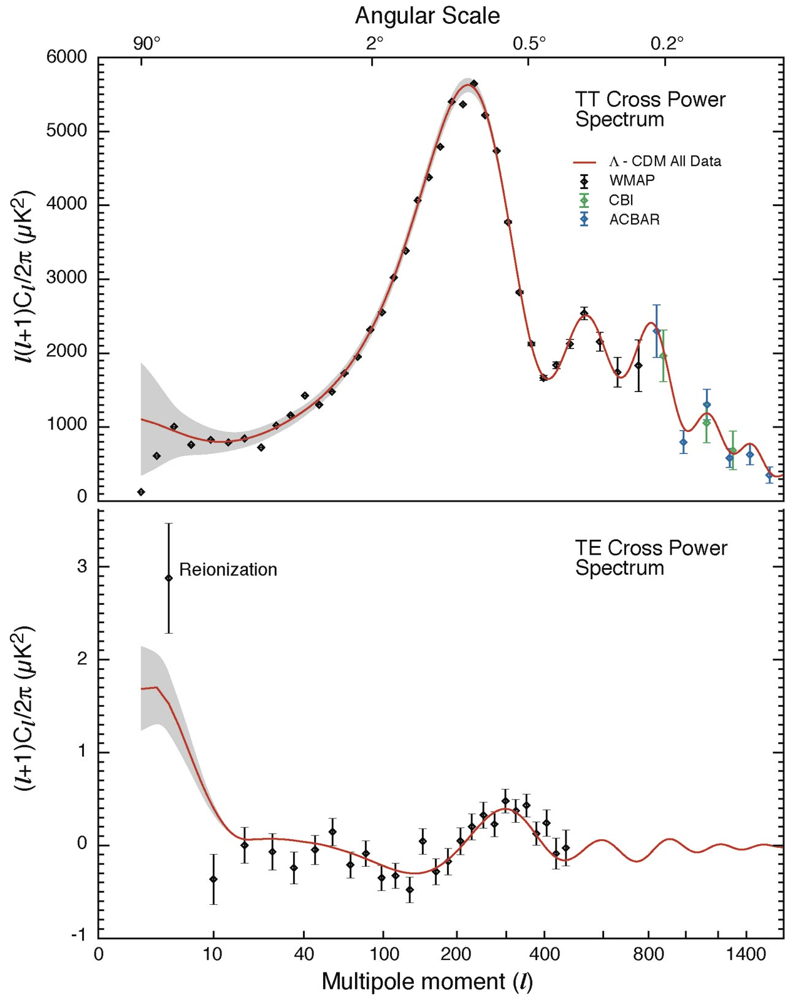 Angular Scale
90° 2° 0.5° 0.2°
6000
5000
4000
3000
2000
1000
0
l(l+1)Cl/2π (μK2)
TT Cross Power
Spectrum
Λ - CDM All Data
WMAP
CBI
ACBAR
3
2
1
0
-1
(l+1)Cl/2π (μK2)
Reionization
TE Cross Power
Spectrum
0 10 40 100 200 400 800 1400
Multipole moment (l)